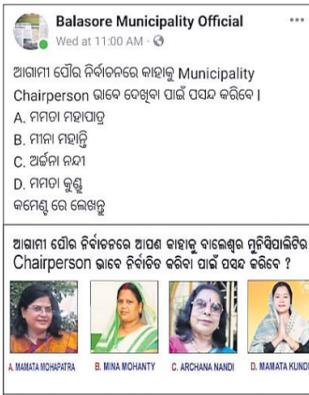 Balasore Municipality Official
Wed at 11:00 AM ·
ଆଗାମୀ ପୌର ନିର୍ବାଚନରେ କାହାକୁ Municipality
Chairperson ଭାବେ ଦେଖିବା ପାଇଁ ପସନ୍ଦ କରିବେ ।
A. ମମତା ମହାପାତ୍ର
B. ମୀନା ମହାନ୍ତି
C. ଅର୍ଚ୍ଚନା ନନ୍ଦୀ
D. ମମତା କୁଣ୍ଡୁ
କମେଣ୍ଟ ରେ ଲେଖନ୍ତୁ
ଆଗାମୀ ପୌର ନିର୍ବାଚନରେ ଆପଣ କାହାକୁ ବାଲେଶ୍ଵର ମୁନିସିପାଲିଟିର
Chairperson ଭାବେ ନିର୍ବାଚିତ କରିବା ପାଇଁ ପସନ୍ଦ କରିବେ ?
A. MAMATA MOHAPATRA B. MINA MOHANTY C. ARCHANA NANDI D. MAMATA KUNDU